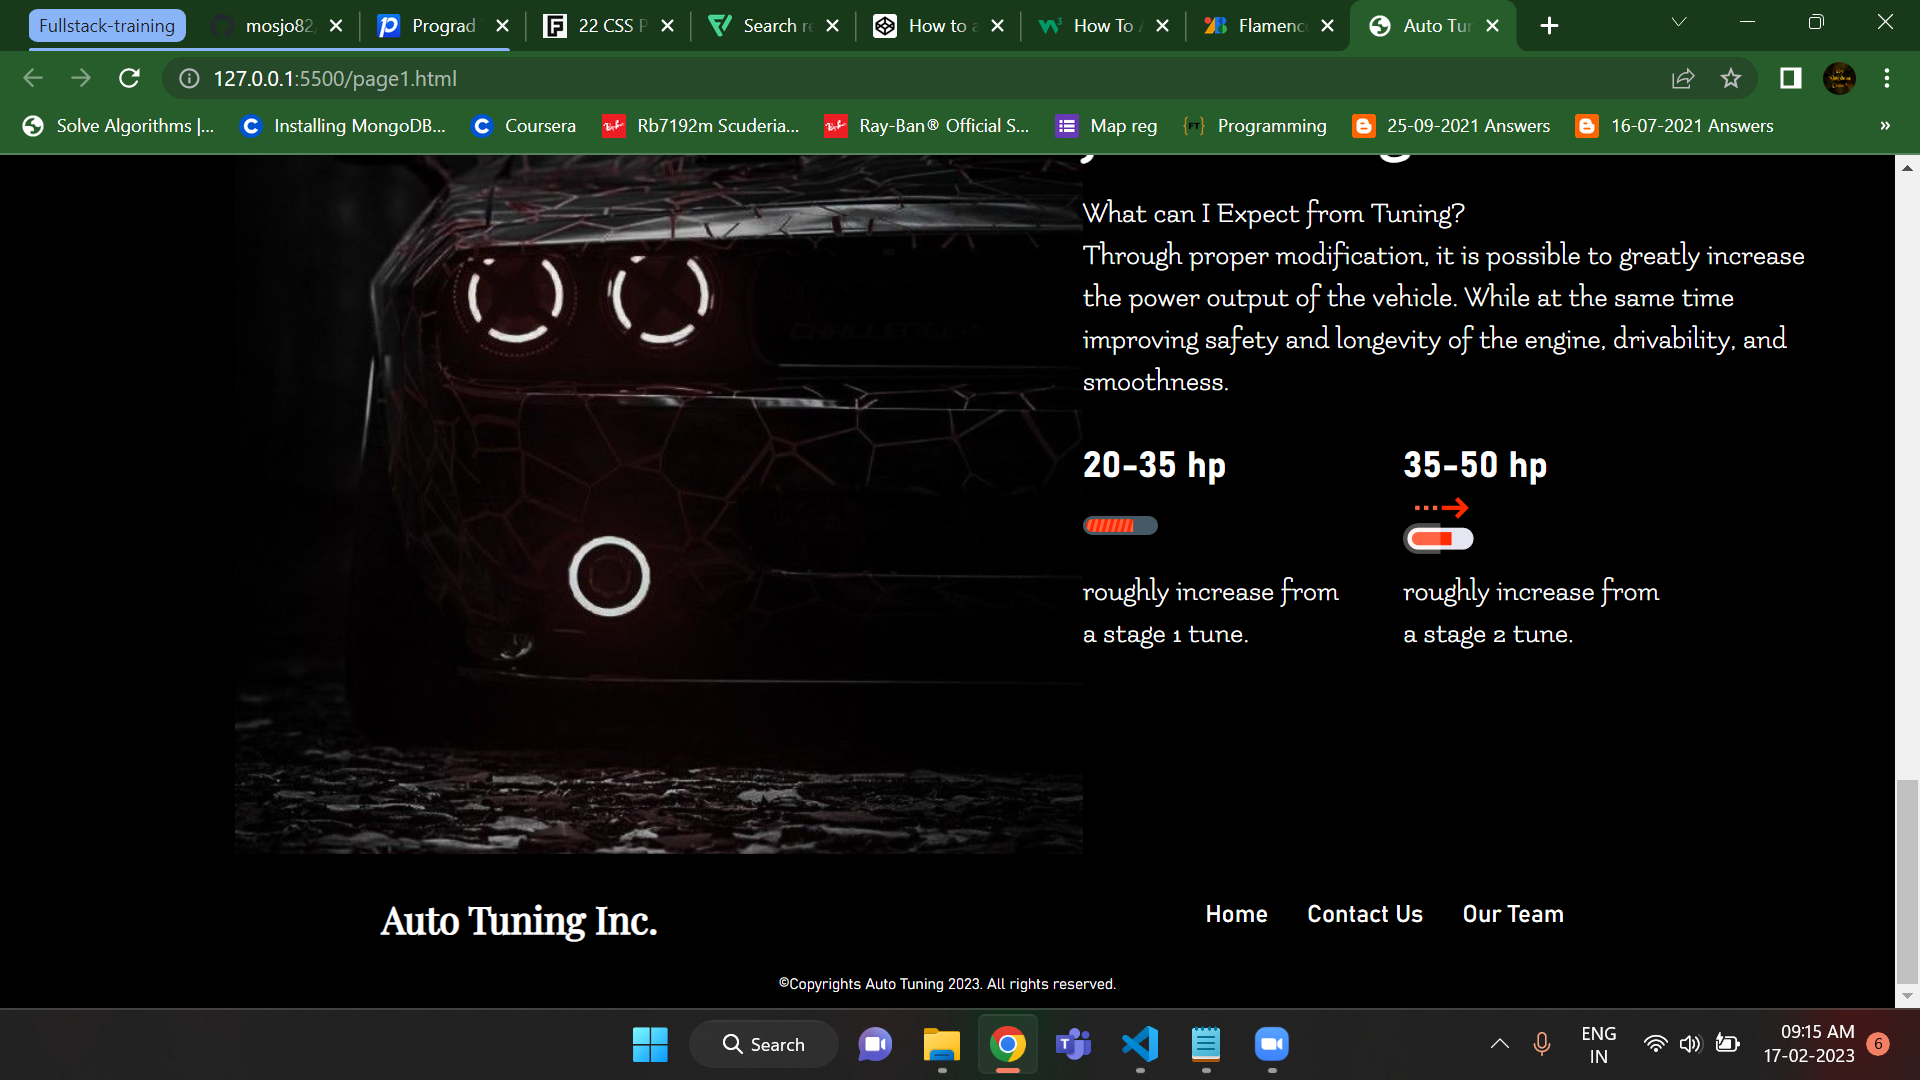 Fullstack-training
mosjo82
Prograd
22 CSS P
Search re
How to a
How To A
Flamenc
Auto Tun
127.0.0.1:5500/page1.html
Solve Algorithms |...
Installing MongoDB...
Coursera
Rb7192m Scuderia...
Ray-Ban® Official S...
Map reg
Programming
25-09-2021 Answers
16-07-2021 Answers
»
What can I Expect from Tuning?
Through proper modification, it is possible to greatly increase
the power output of the vehicle. While at the same time
improving safety and longevity of the engine, drivability, and
smoothness.
20-35 hp
35-50 hp
roughly increase from
a stage 1 tune.
roughly increase from
a stage 2 tune.
Auto Tuning Inc.
Home
Contact Us
Our Team
©Copyrights Auto Tuning 2023. All rights reserved.
Search
ENG
IN
09:15 AM
17-02-2023
6